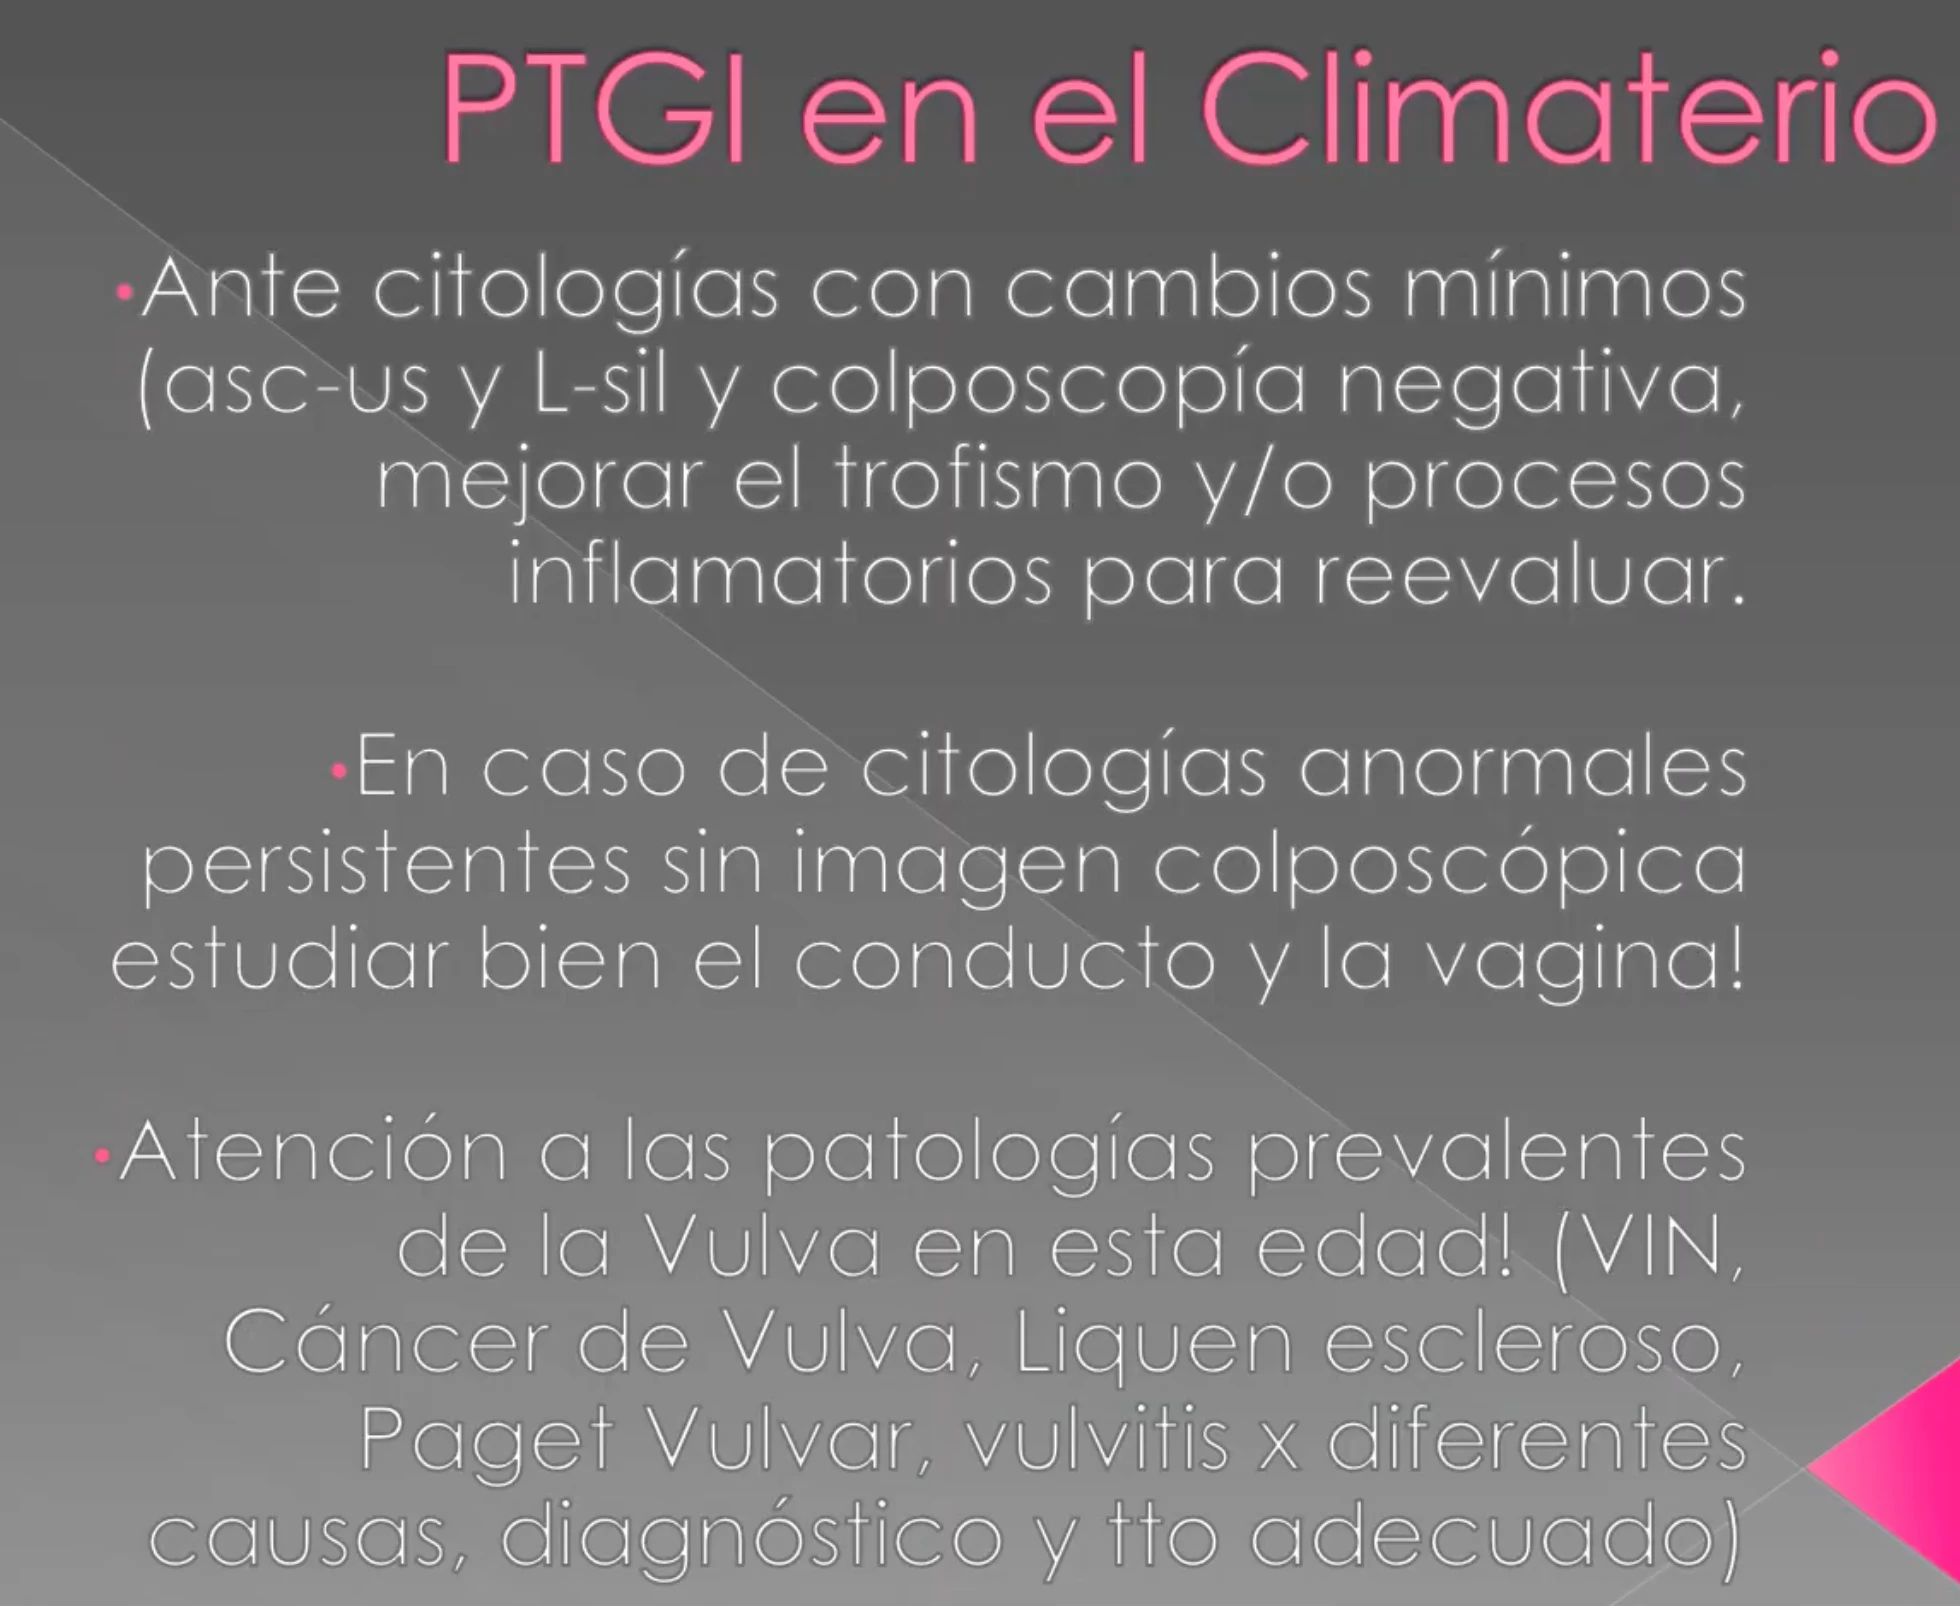 PTGI en el Climaterio
•Ante citologías con cambios mínimos
(asc-us y L-sil y colposcopía negativa,
mejorar el trofismo y/o procesos
inflamatorios para reevaluar.
•En caso de citologías anormales
persistentes sin imagen colposcópica
estudiar bien el conducto y la vagina!
•Atención a las patologías prevalentes
de la Vulva en esta edad! (VIN,
Cáncer de Vulva, Liquen escleroso,
Paget Vulvar, vulvitis x diferentes
causas, diagnóstico y tto adecuado)